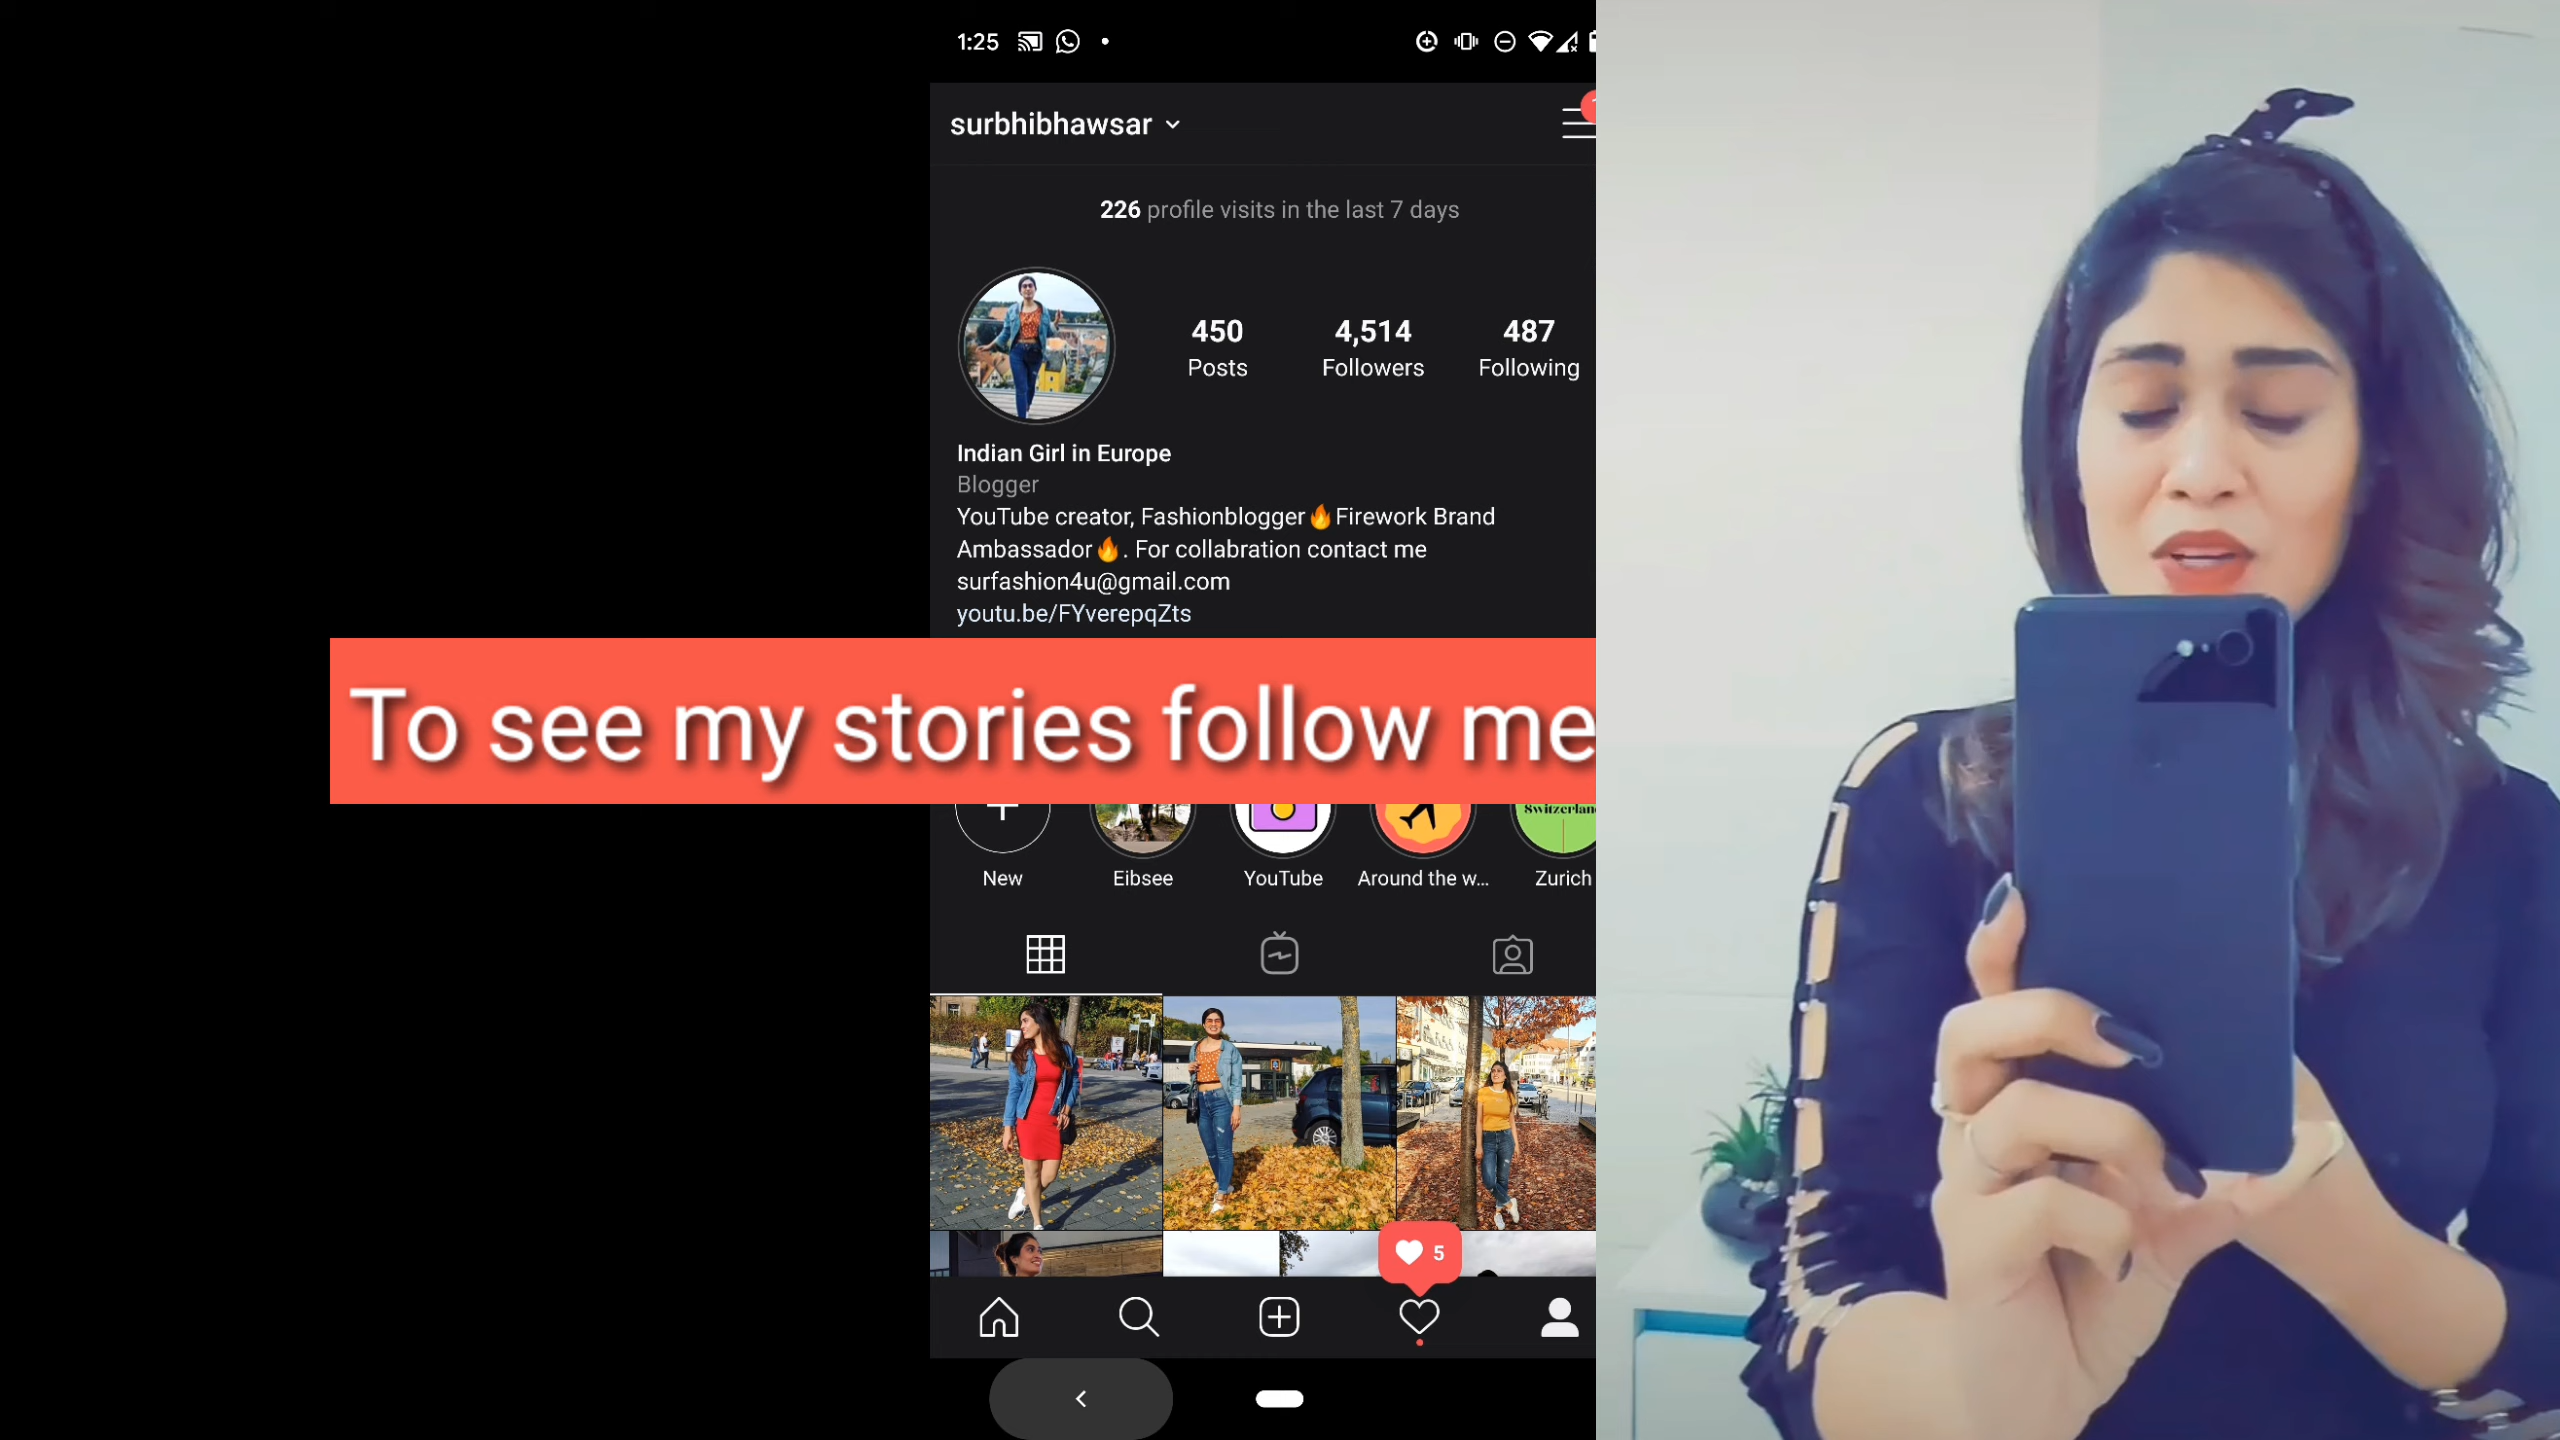 1:25
surbhibhawsar
226 profile visits in the last 7 days
450 4,514 487
Posts Followers Following
Indian Girl in Europe
Blogger
YouTube creator, Fashionblogger🔥Firework Brand
Ambassador🔥. For collabration contact me
surfashion4u@gmail.com
youtu.be/FYverepqZts
To see my stories follow me
Switzerland
New Eibsee YouTube Around the w... Zurich
5